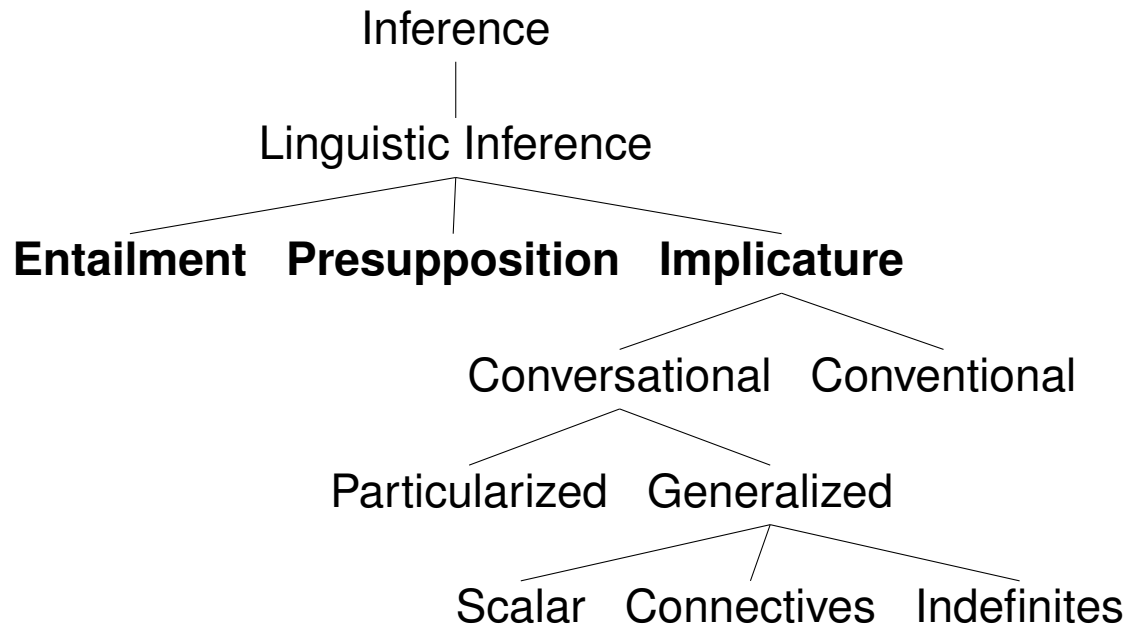 Inference
Linguistic Inference
Entailment Presupposition Implicature
Conversational Conventional
Particularized Generalized
Scalar Connectives Indefinites